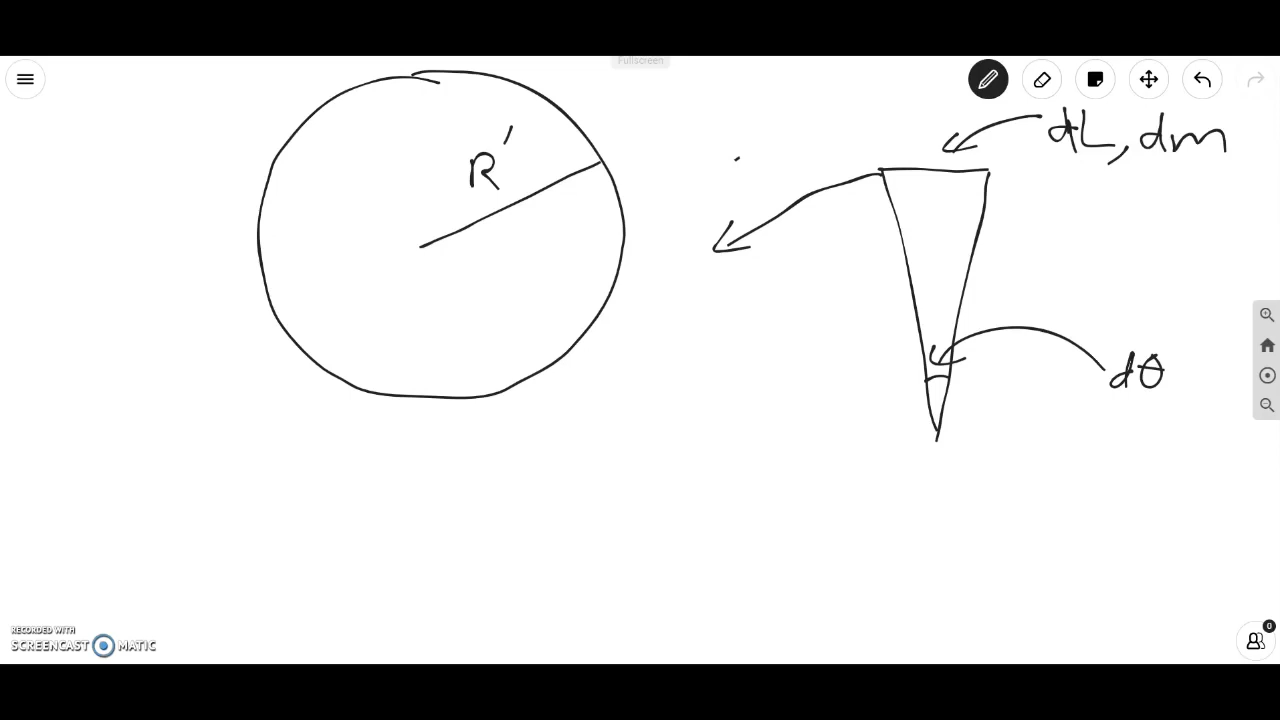 Fullscreen
dL, dm
R'
dθ
0
RECORDED WITH
SCREENCAST MATIC